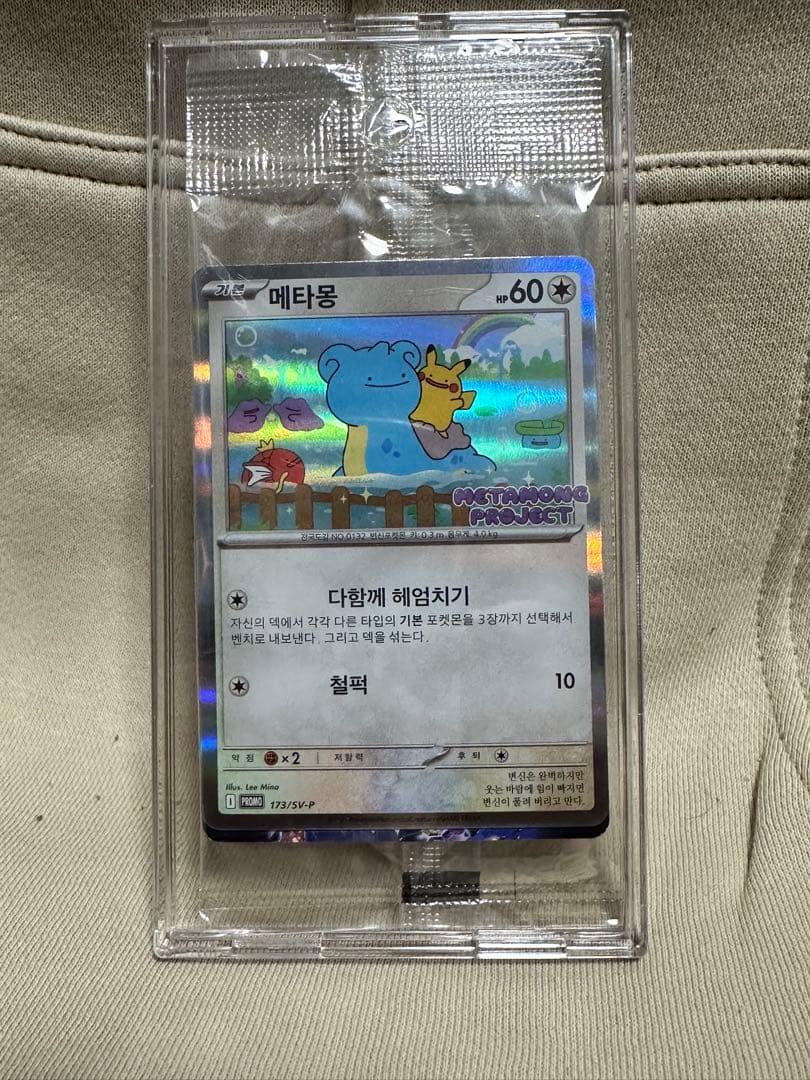 기본 메타몽 HP60
METAMONG
PROJECT
전국도감 NO.0132 변신포켓몬 키: 0.3 m 몸무게: 4.0 kg
다함께 헤엄치기
자신의 덱에서 각각 다른 타입의 기본 포켓몬을 3장까지 선택해서
벤치로 내보낸다. 그리고 덱을 섞는다.
철퍽 10
약점 ×2 저항력 후퇴
Illus. Lee Mina
I PROMO 173/SV-P
변신은 완벽하지만
웃는 바람에 힘이 빠지면
변신이 풀려 버리고 만다.